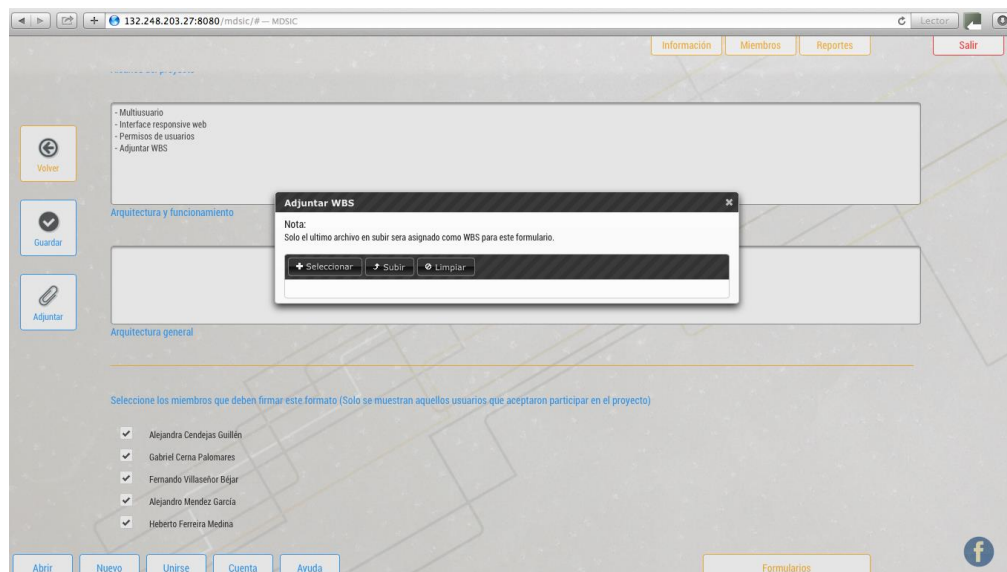 132.248.203.27:8080/mdsic/# — MDSIC
Lector
Información
Miembros
Reportes
Salir
- Multiusuario
- Interface responsive web
- Permisos de usuarios
- Adjuntar WBS
Volver
Arquitectura y funcionamiento
Guardar
Adjuntar WBS
Nota:
Solo el ultimo archivo en subir sera asignado como WBS para este formulario.
Seleccionar
Subir
Limpiar
Adjuntar
Arquitectura general
Seleccione los miembros que deben firmar este formato (Solo se muestran aquellos usuarios que aceptaron participar en el proyecto)
Alejandra Cendejas Guillén
Gabriel Cerna Palomares
Fernando Villaseñor Béjar
Alejandro Mendez García
Heberto Ferreira Medina
Abrir
Nuevo
Unirse
Cuenta
Ayuda
Formularios
f